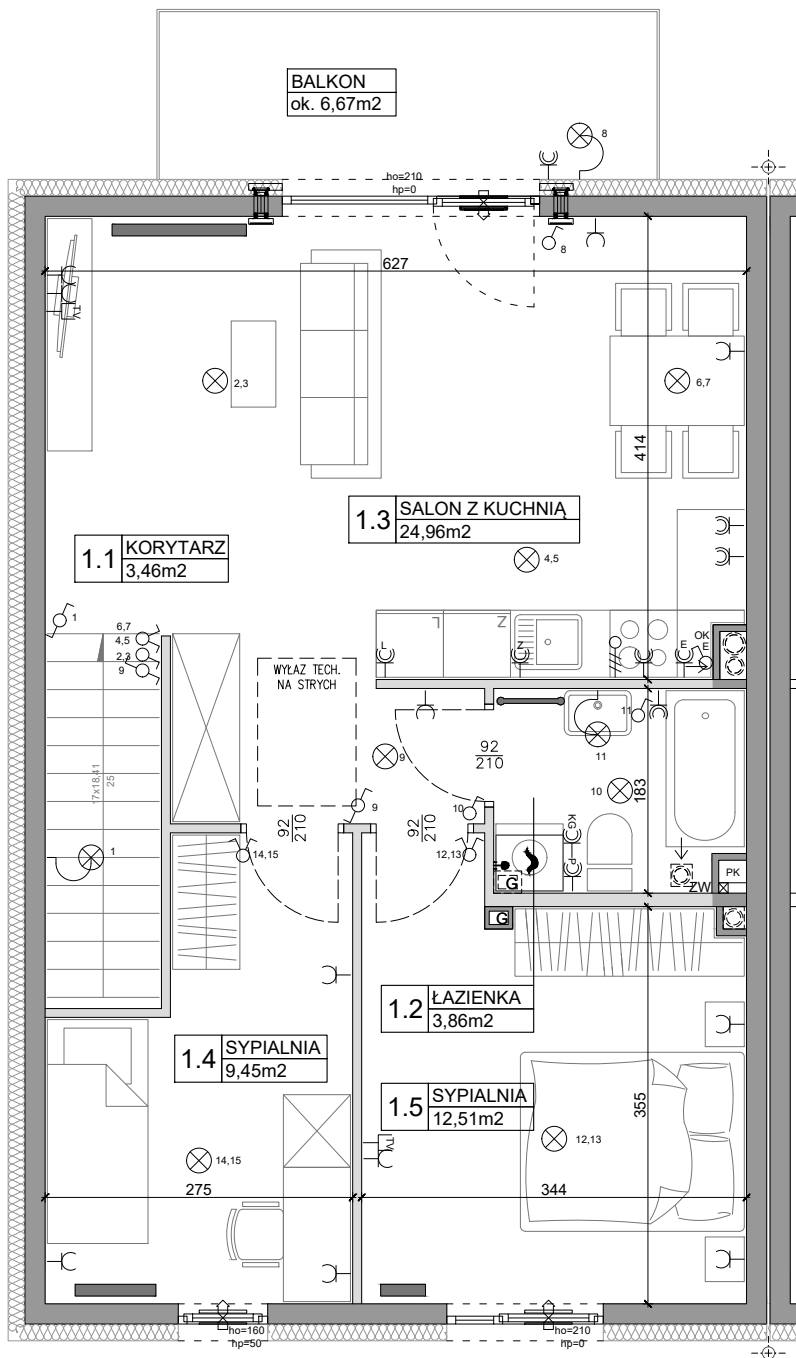 BALKON
ok. 6,67m2
8
ho=210
hp=0
8
627
TV
2,3
6,7
414
1.3 SALON Z KUCHNIĄ
24,96m2
1.1 KORYTARZ
3,46m2
4,5
1
6,7
4,5
2,3
9
L
Z
L
Z
E
OK
E
WYŁAZ TECH.
NA STRYCH
17x18,41
25
9
92
210
11
11
10
183
9
10
92
210
92
210
14,15
12,13
KG
P
G
G
ZW
PK
1
1.2 ŁAZIENKA
3,86m2
1.4 SYPIALNIA
9,45m2
1.5 SYPIALNIA
12,51m2
355
TV
12,13
14,15
275
344
ho=160
hp=50
ho=210
hp=0